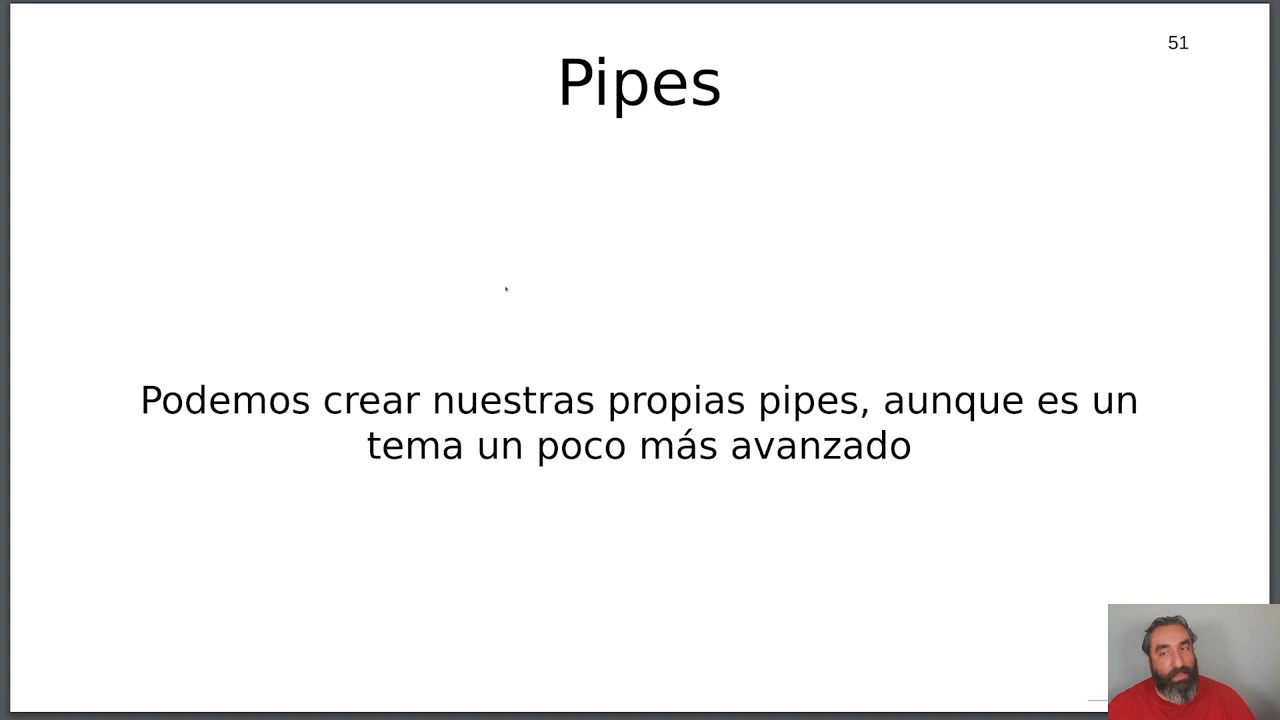 51
Pipes
Podemos crear nuestras propias pipes, aunque es un
tema un poco más avanzado